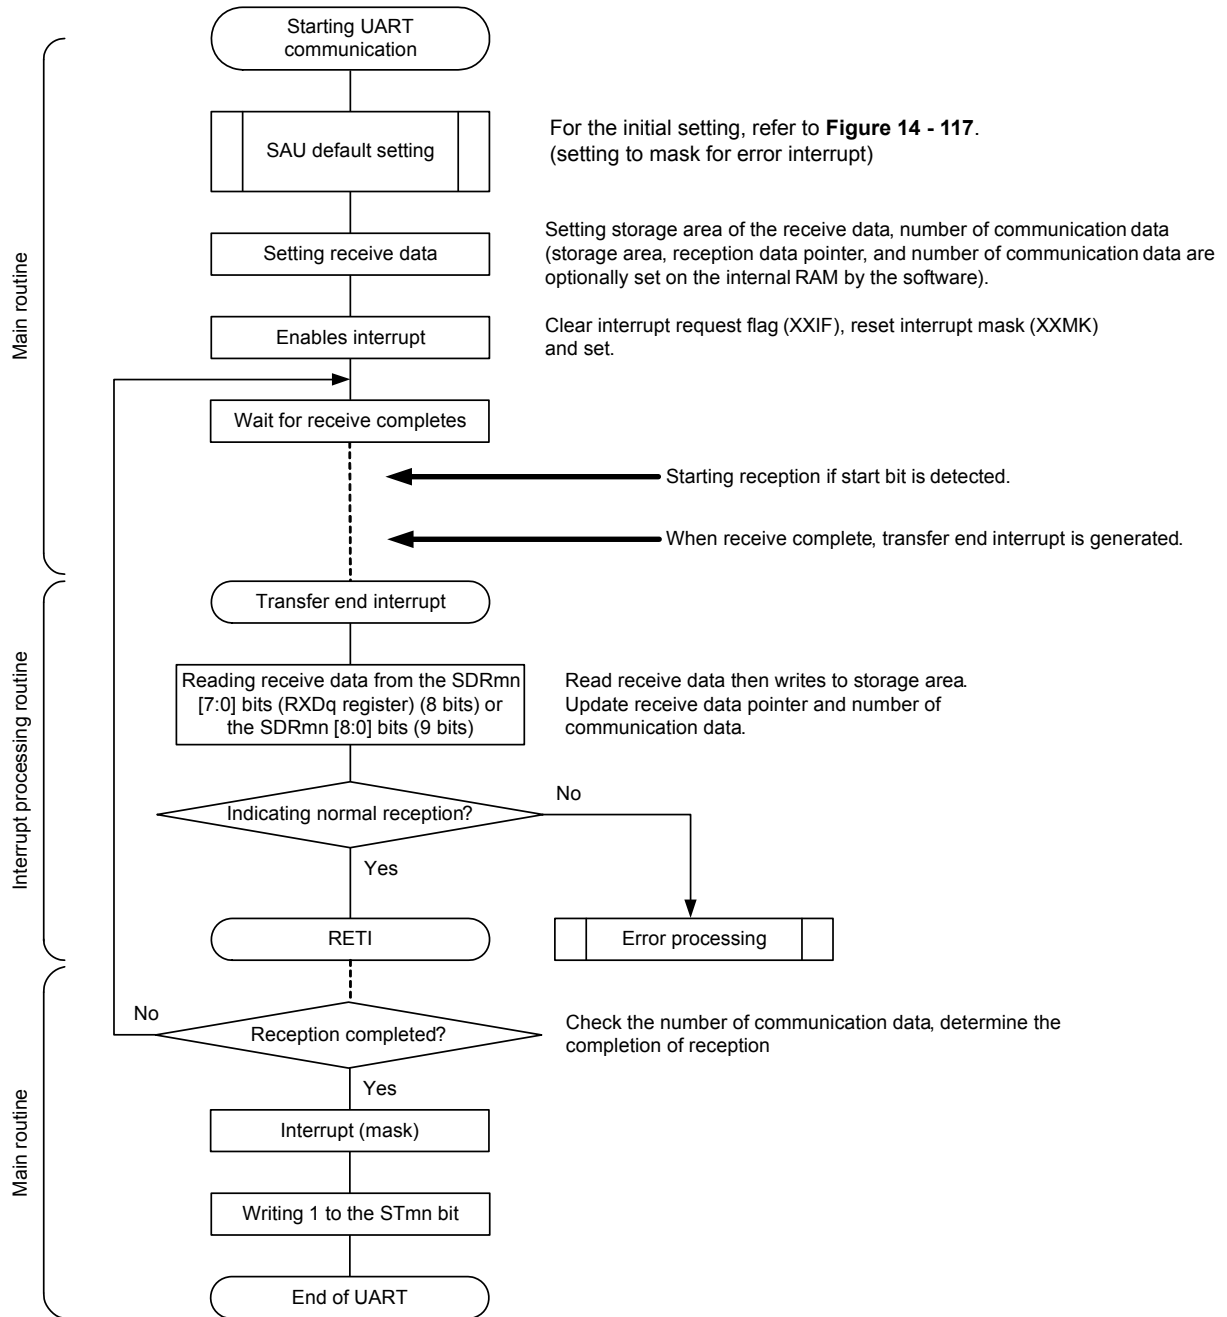 Starting UART
communication
SAU default setting
For the initial setting, refer to Figure 14 - 117.
(setting to mask for error interrupt)
Setting receive data
Setting storage area of the receive data, number of communication data
(storage area, reception data pointer, and number of communication data are
optionally set on the internal RAM by the software).
Main routine
Enables interrupt
Clear interrupt request flag (XXIF), reset interrupt mask (XXMK)
and set.
Wait for receive completes
Starting reception if start bit is detected.
When receive complete, transfer end interrupt is generated.
Transfer end interrupt
Interrupt processing routine
Reading receive data from the SDRmn
[7:0] bits (RXDq register) (8 bits) or
the SDRmn [8:0] bits (9 bits)
Read receive data then writes to storage area.
Update receive data pointer and number of
communication data.
Indicating normal reception?
No
Yes
RETI
Error processing
No
Reception completed?
Check the number of communication data, determine the
completion of reception
Yes
Main routine
Interrupt (mask)
Writing 1 to the STmn bit
End of UART